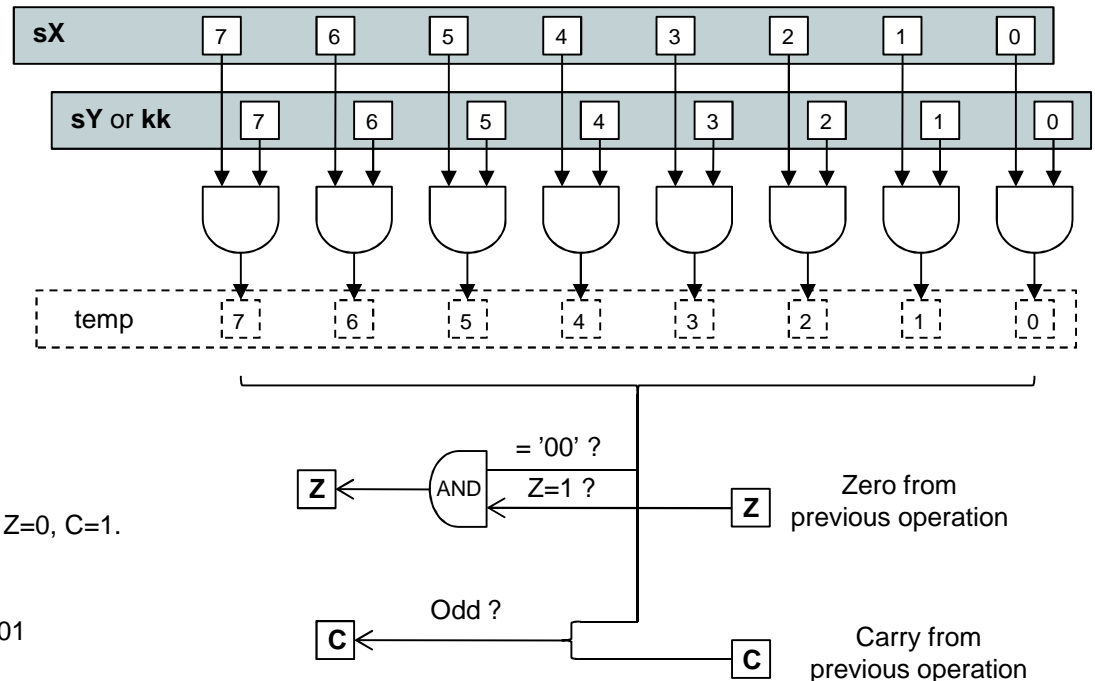 sX 7 6 5 4 3 2 1 0
sY or kk 7 6 5 4 3 2 1 0
temp 7 6 5 4 3 2 1 0
= '00' ?
Z AND Z=1 ? Z
Zero from
previous operation
Z=0, C=1.
Odd ?
01
C
C
Carry from
previous operation